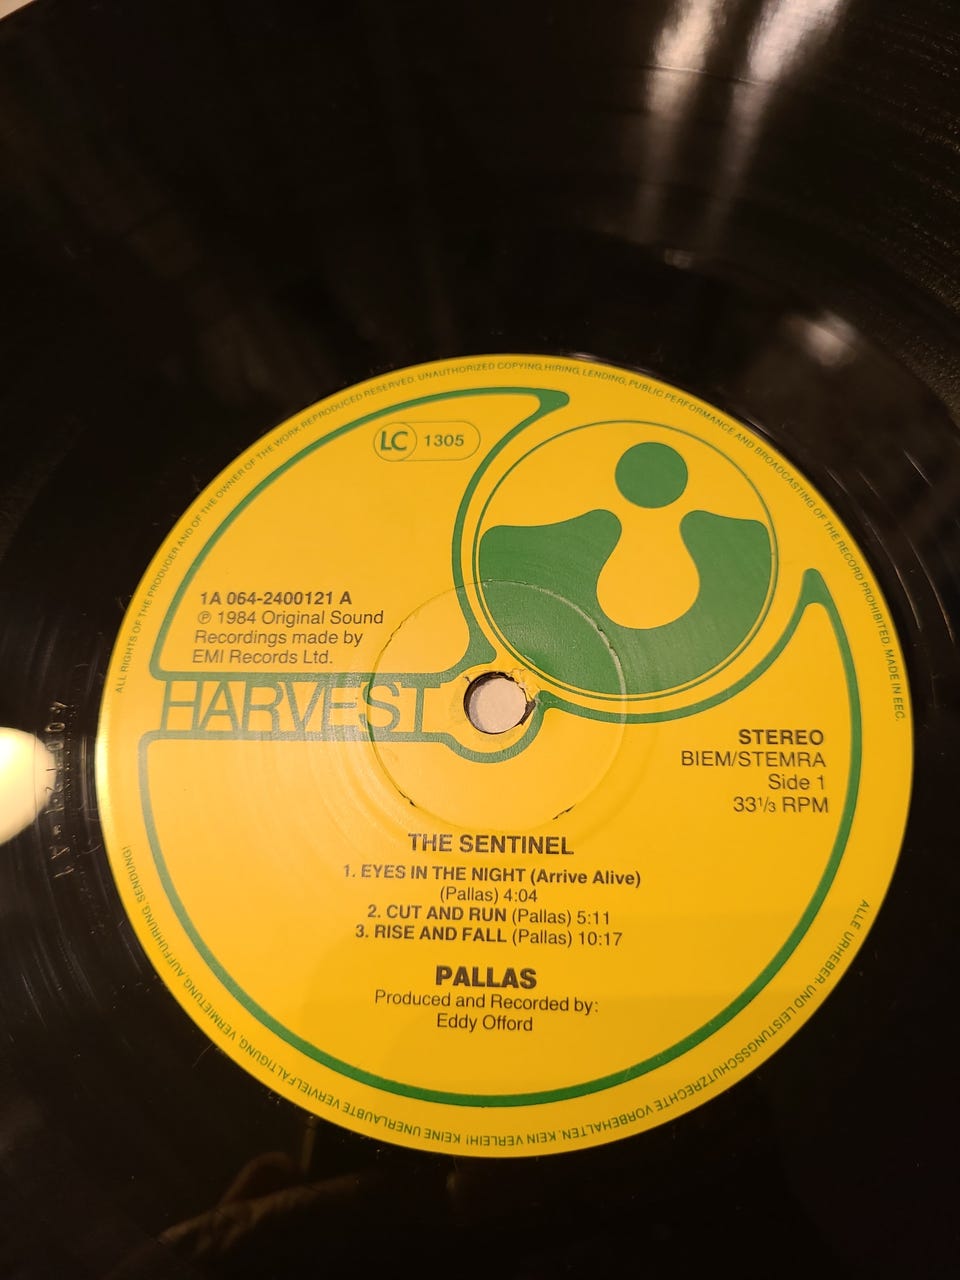 ALL RIGHTS OF THE PRODUCER AND OF THE OWNER OF THE WORK REPRODUCED RESERVED. UNAUTHORIZED COPYING, HIRING, LENDING, PUBLIC PERFORMANCE AND BROADCASTING OF THE RECORD PROHIBITED. MADE IN EEC.
LC 1305
1A 064-2400121 A
℗ 1984 Original Sound
Recordings made by
EMI Records Ltd.
HARVEST
STEREO
BIEM/STEMRA
Side 1
33⅓ RPM
THE SENTINEL
1. EYES IN THE NIGHT (Arrive Alive)
(Pallas) 4:04
2. CUT AND RUN (Pallas) 5:11
3. RISE AND FALL (Pallas) 10:17
PALLAS
Produced and Recorded by:
Eddy Offord
ALLE URHEBER- UND LEISTUNGSSCHUTZRECHTE VORBEHALTEN. KEIN VERLEIH! KEINE UNERLAUBTE VERVIELFÄLTIGUNG, VERMIETUNG, AUFFÜHRUNG, SENDUNG!